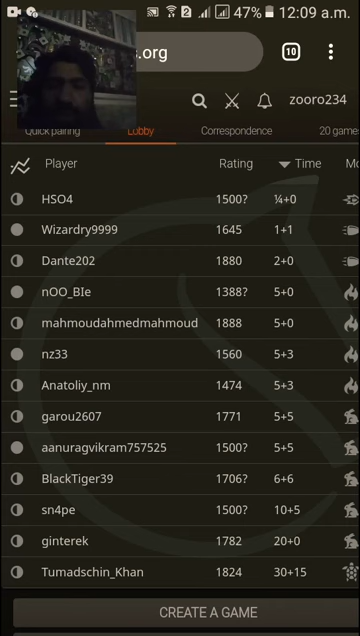 47% 12:09 a.m.
s.org 10
zooro234
Quick pairing Lobby Correspondence 20 games
Player Rating Time Mo
HSO4 1500? ¼+0
Wizardry9999 1645 1+1
Dante202 1880 2+0
nOO_BIe 1388? 5+0
mahmoudahmedmahmoud 1888 5+0
nz33 1560 5+3
Anatoliy_nm 1474 5+3
garou2607 1771 5+5
aanuragvikram757525 1500? 5+5
BlackTiger39 1706? 6+6
sn4pe 1500? 10+5
ginterek 1782 20+0
Tumadschin_Khan 1824 30+15
CREATE A GAME